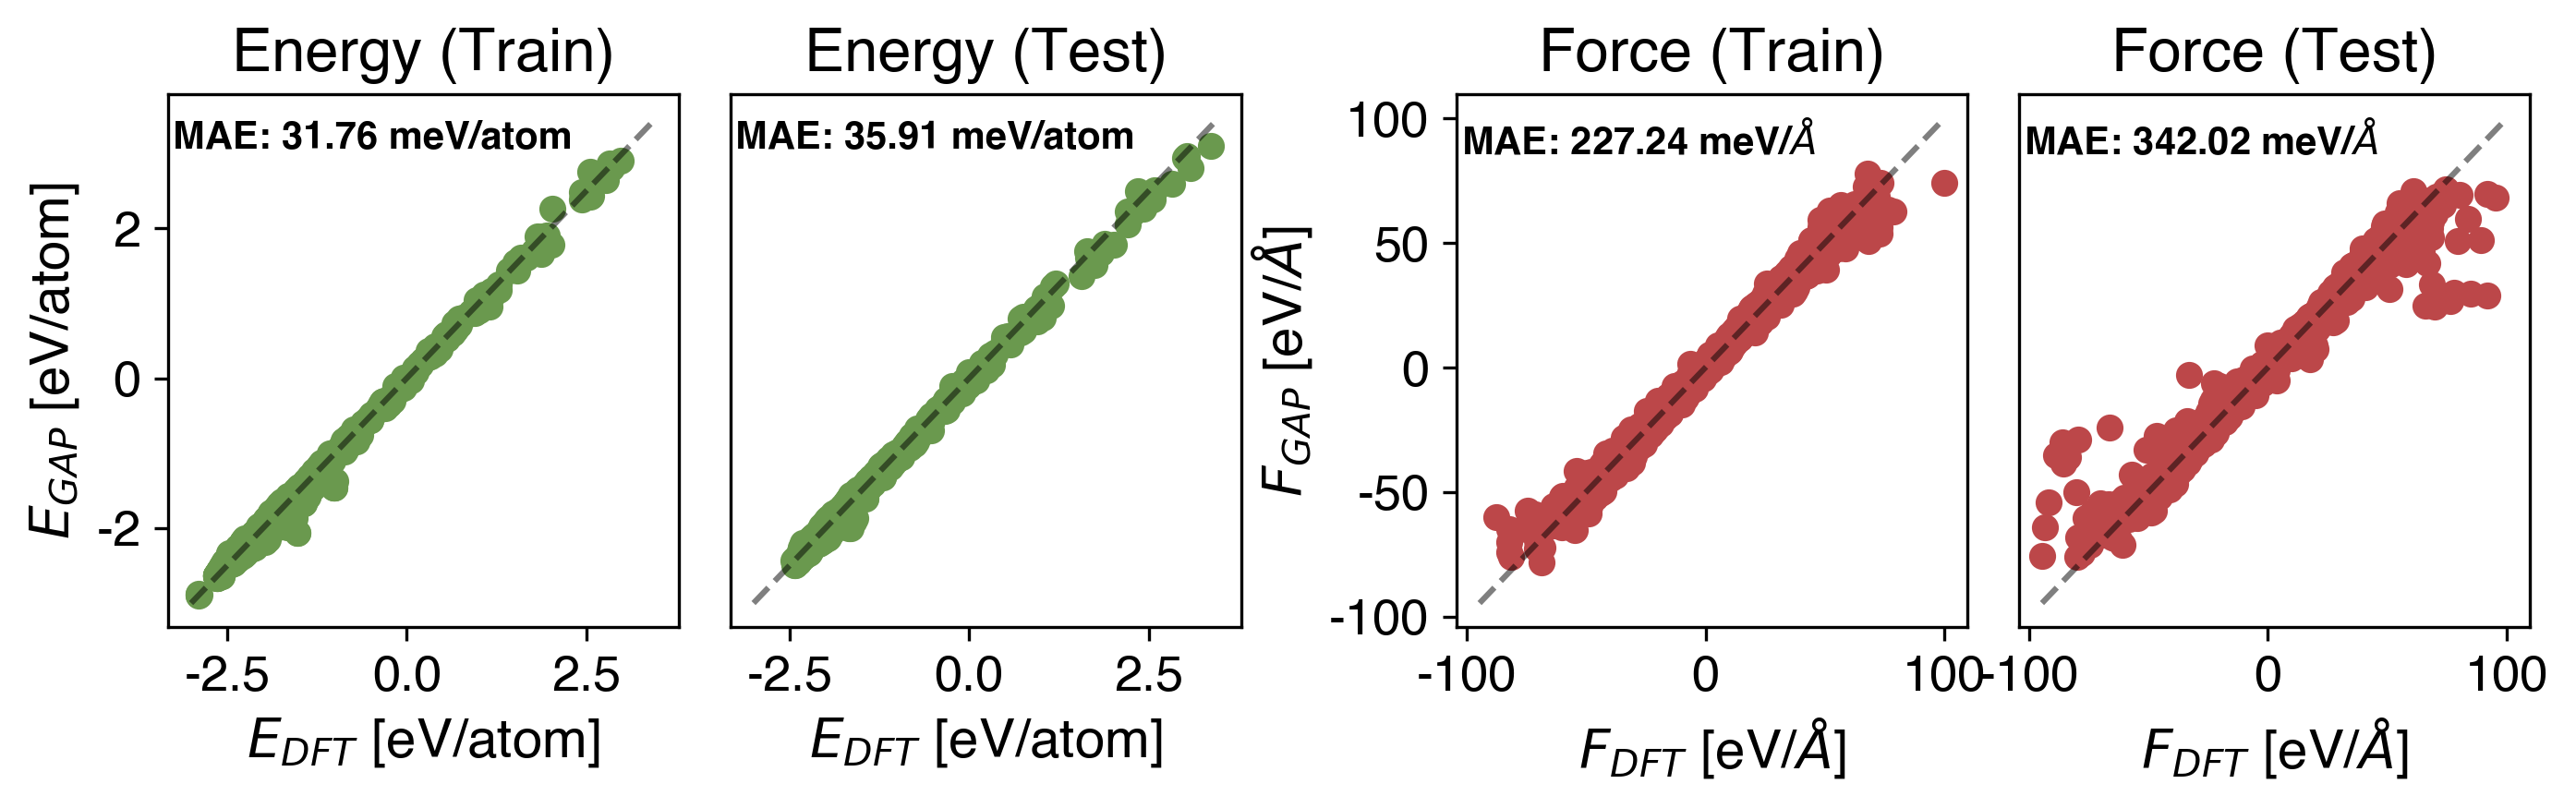 Energy (Train)
MAE: 31.76 meV/atom
E_GAP [eV/atom]
2
0
-2
-2.5 0.0 2.5
E_DFT [eV/atom]
Energy (Test)
MAE: 35.91 meV/atom
-2.5 0.0 2.5
E_DFT [eV/atom]
Force (Train)
MAE: 227.24 meV/Å
F_GAP [eV/Å]
100
50
0
-50
-100
-100 0 100
F_DFT [eV/Å]
Force (Test)
MAE: 342.02 meV/Å
-100 0 100
F_DFT [eV/Å]